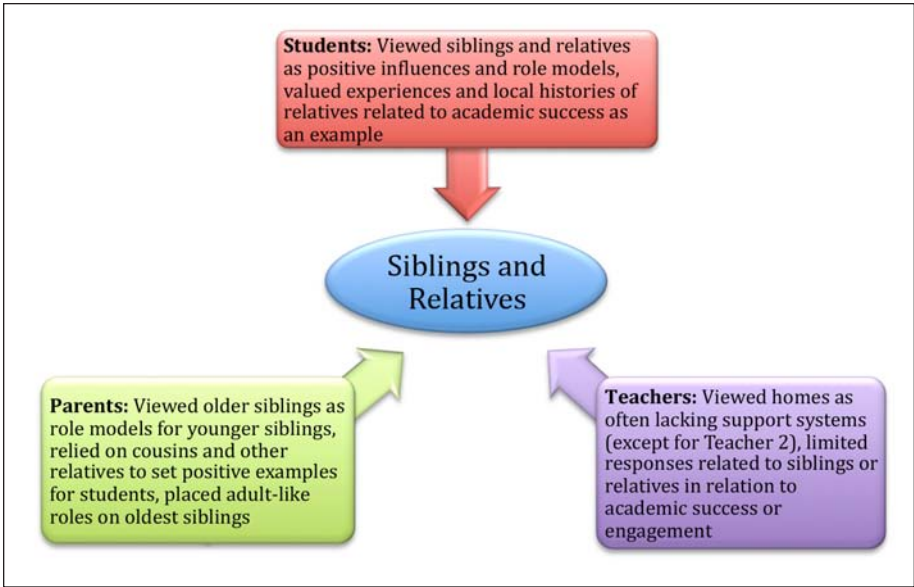 Students: Viewed siblings and relatives
as positive influences and role models,
valued experiences and local histories of
relatives related to academic success as
an example
Siblings and
Relatives
Parents: Viewed older siblings as
role models for younger siblings,
relied on cousins and other
relatives to set positive examples
for students, placed adult-like
roles on oldest siblings
Teachers: Viewed homes as
often lacking support systems
(except for Teacher 2), limited
responses related to siblings or
relatives in relation to
academic success or
engagement